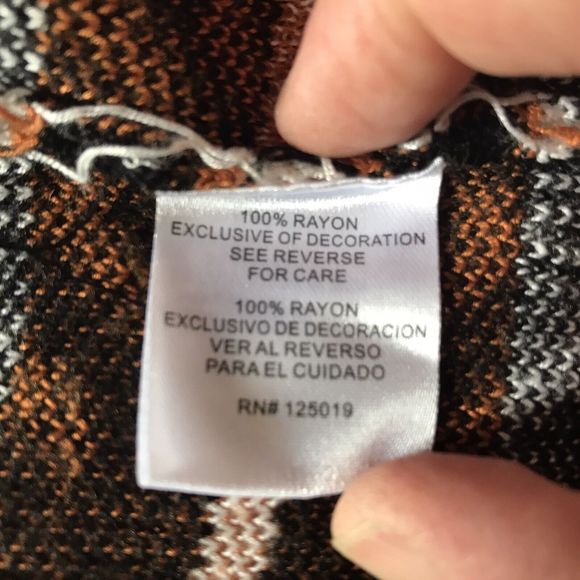 100% RAYON
EXCLUSIVE OF DECORATION
SEE REVERSE
FOR CARE
100% RAYON
EXCLUSIVO DE DECORACION
VER AL REVERSO
PARA EL CUIDADO
RN# 125019